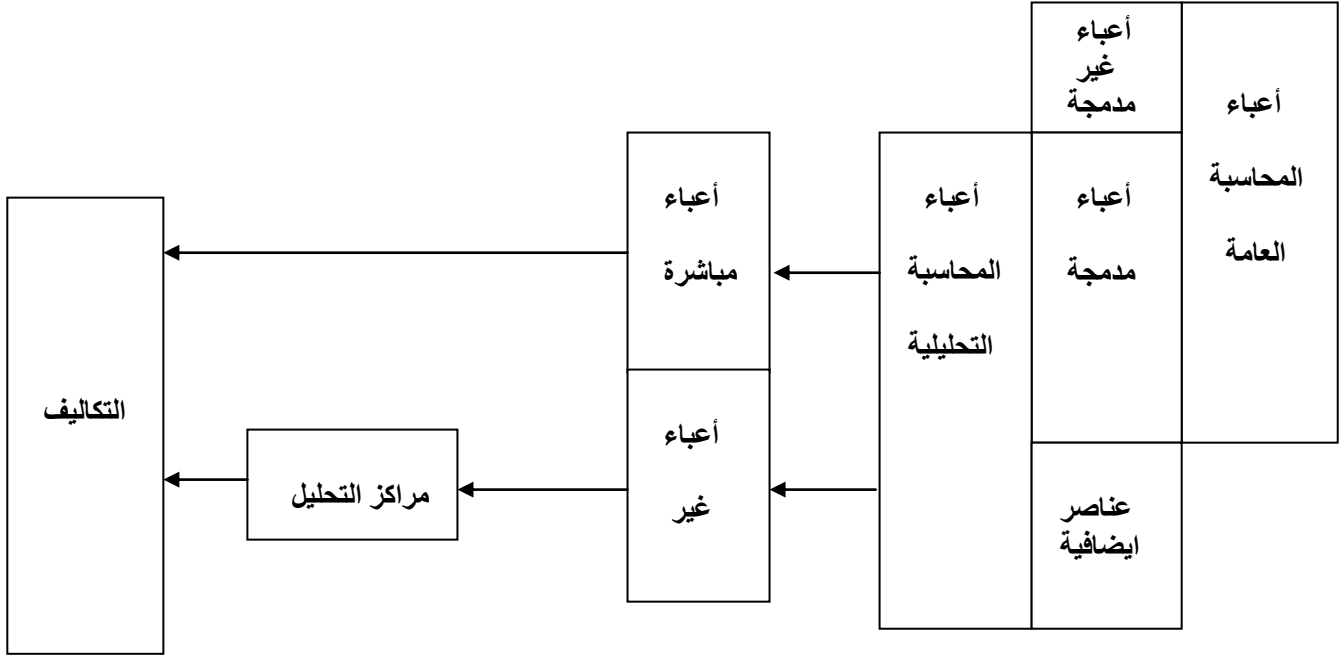 أعباء
المحاسبة
العامة
أعباء
غير
مدمجة
أعباء
مدمجة
عناصر
ايضافية
أعباء
المحاسبة
التحليلية
أعباء
مباشرة
أعباء
غير
مراكز التحليل
التكاليف